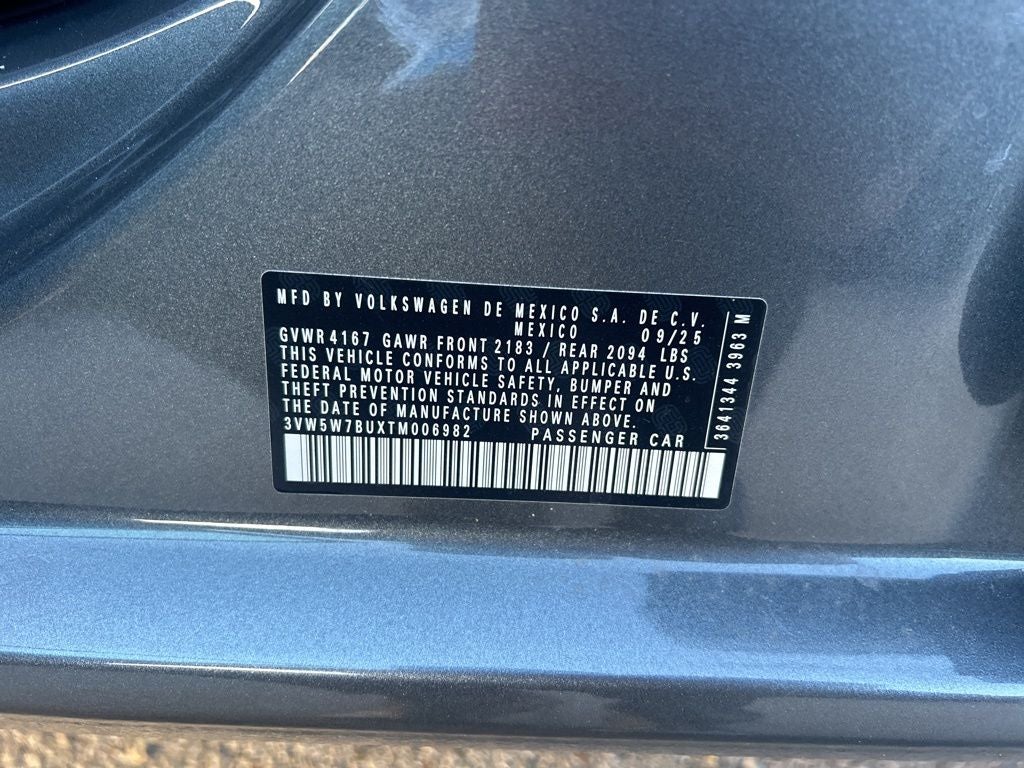 MFD BY VOLKSWAGEN DE MEXICO S.A. DE C.V.
MEXICO 09/25
GVWR 4167 GAWR FRONT 2183 / REAR 2094 LBS
THIS VEHICLE CONFORMS TO ALL APPLICABLE U.S.
FEDERAL MOTOR VEHICLE SAFETY, BUMPER AND
THEFT PREVENTION STANDARDS IN EFFECT ON
THE DATE OF MANUFACTURE SHOWN ABOVE.
3VW5W7BUXTM006982 PASSENGER CAR
3641344 3963 M